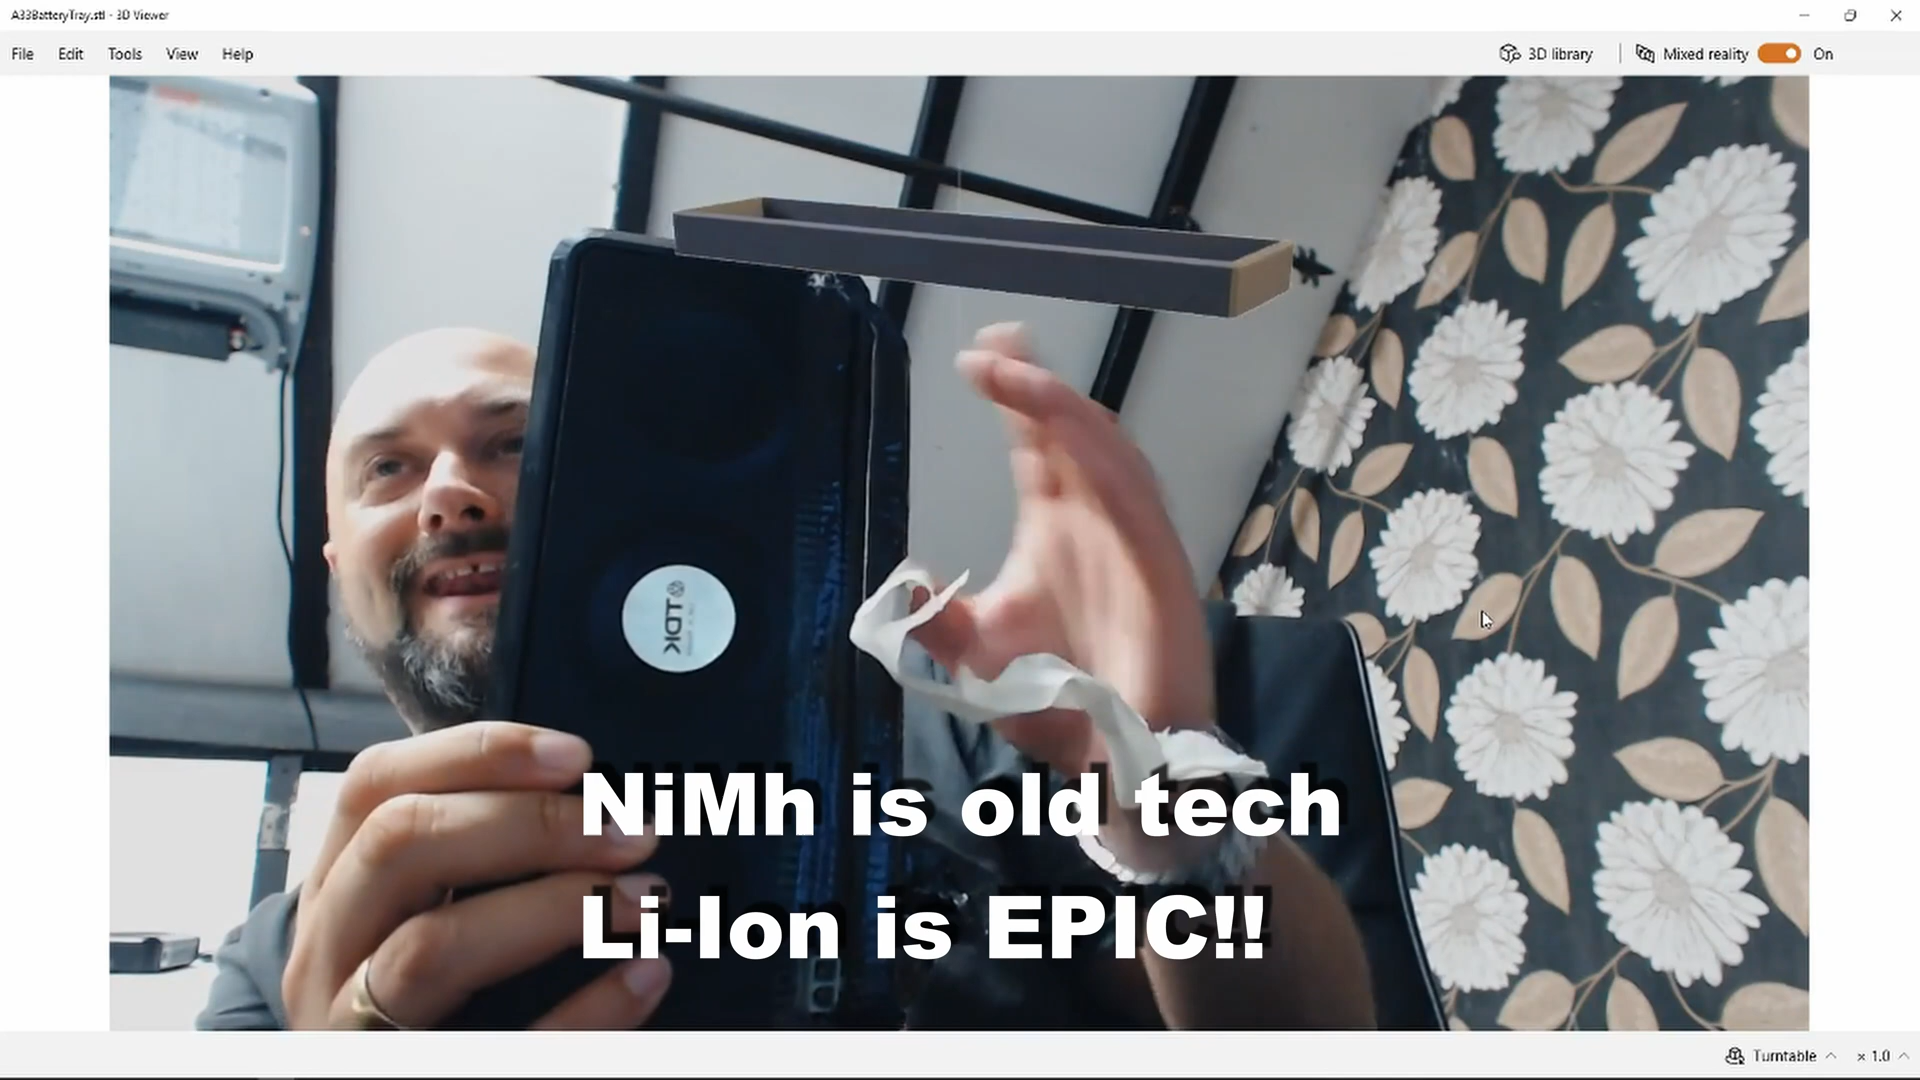 A33BatteryTray.stl - 3D Viewer
File Edit Tools View Help
3D library
Mixed reality On
TDK
NiMh is old tech
Li-Ion is EPIC!!
Turntable
× 1.0